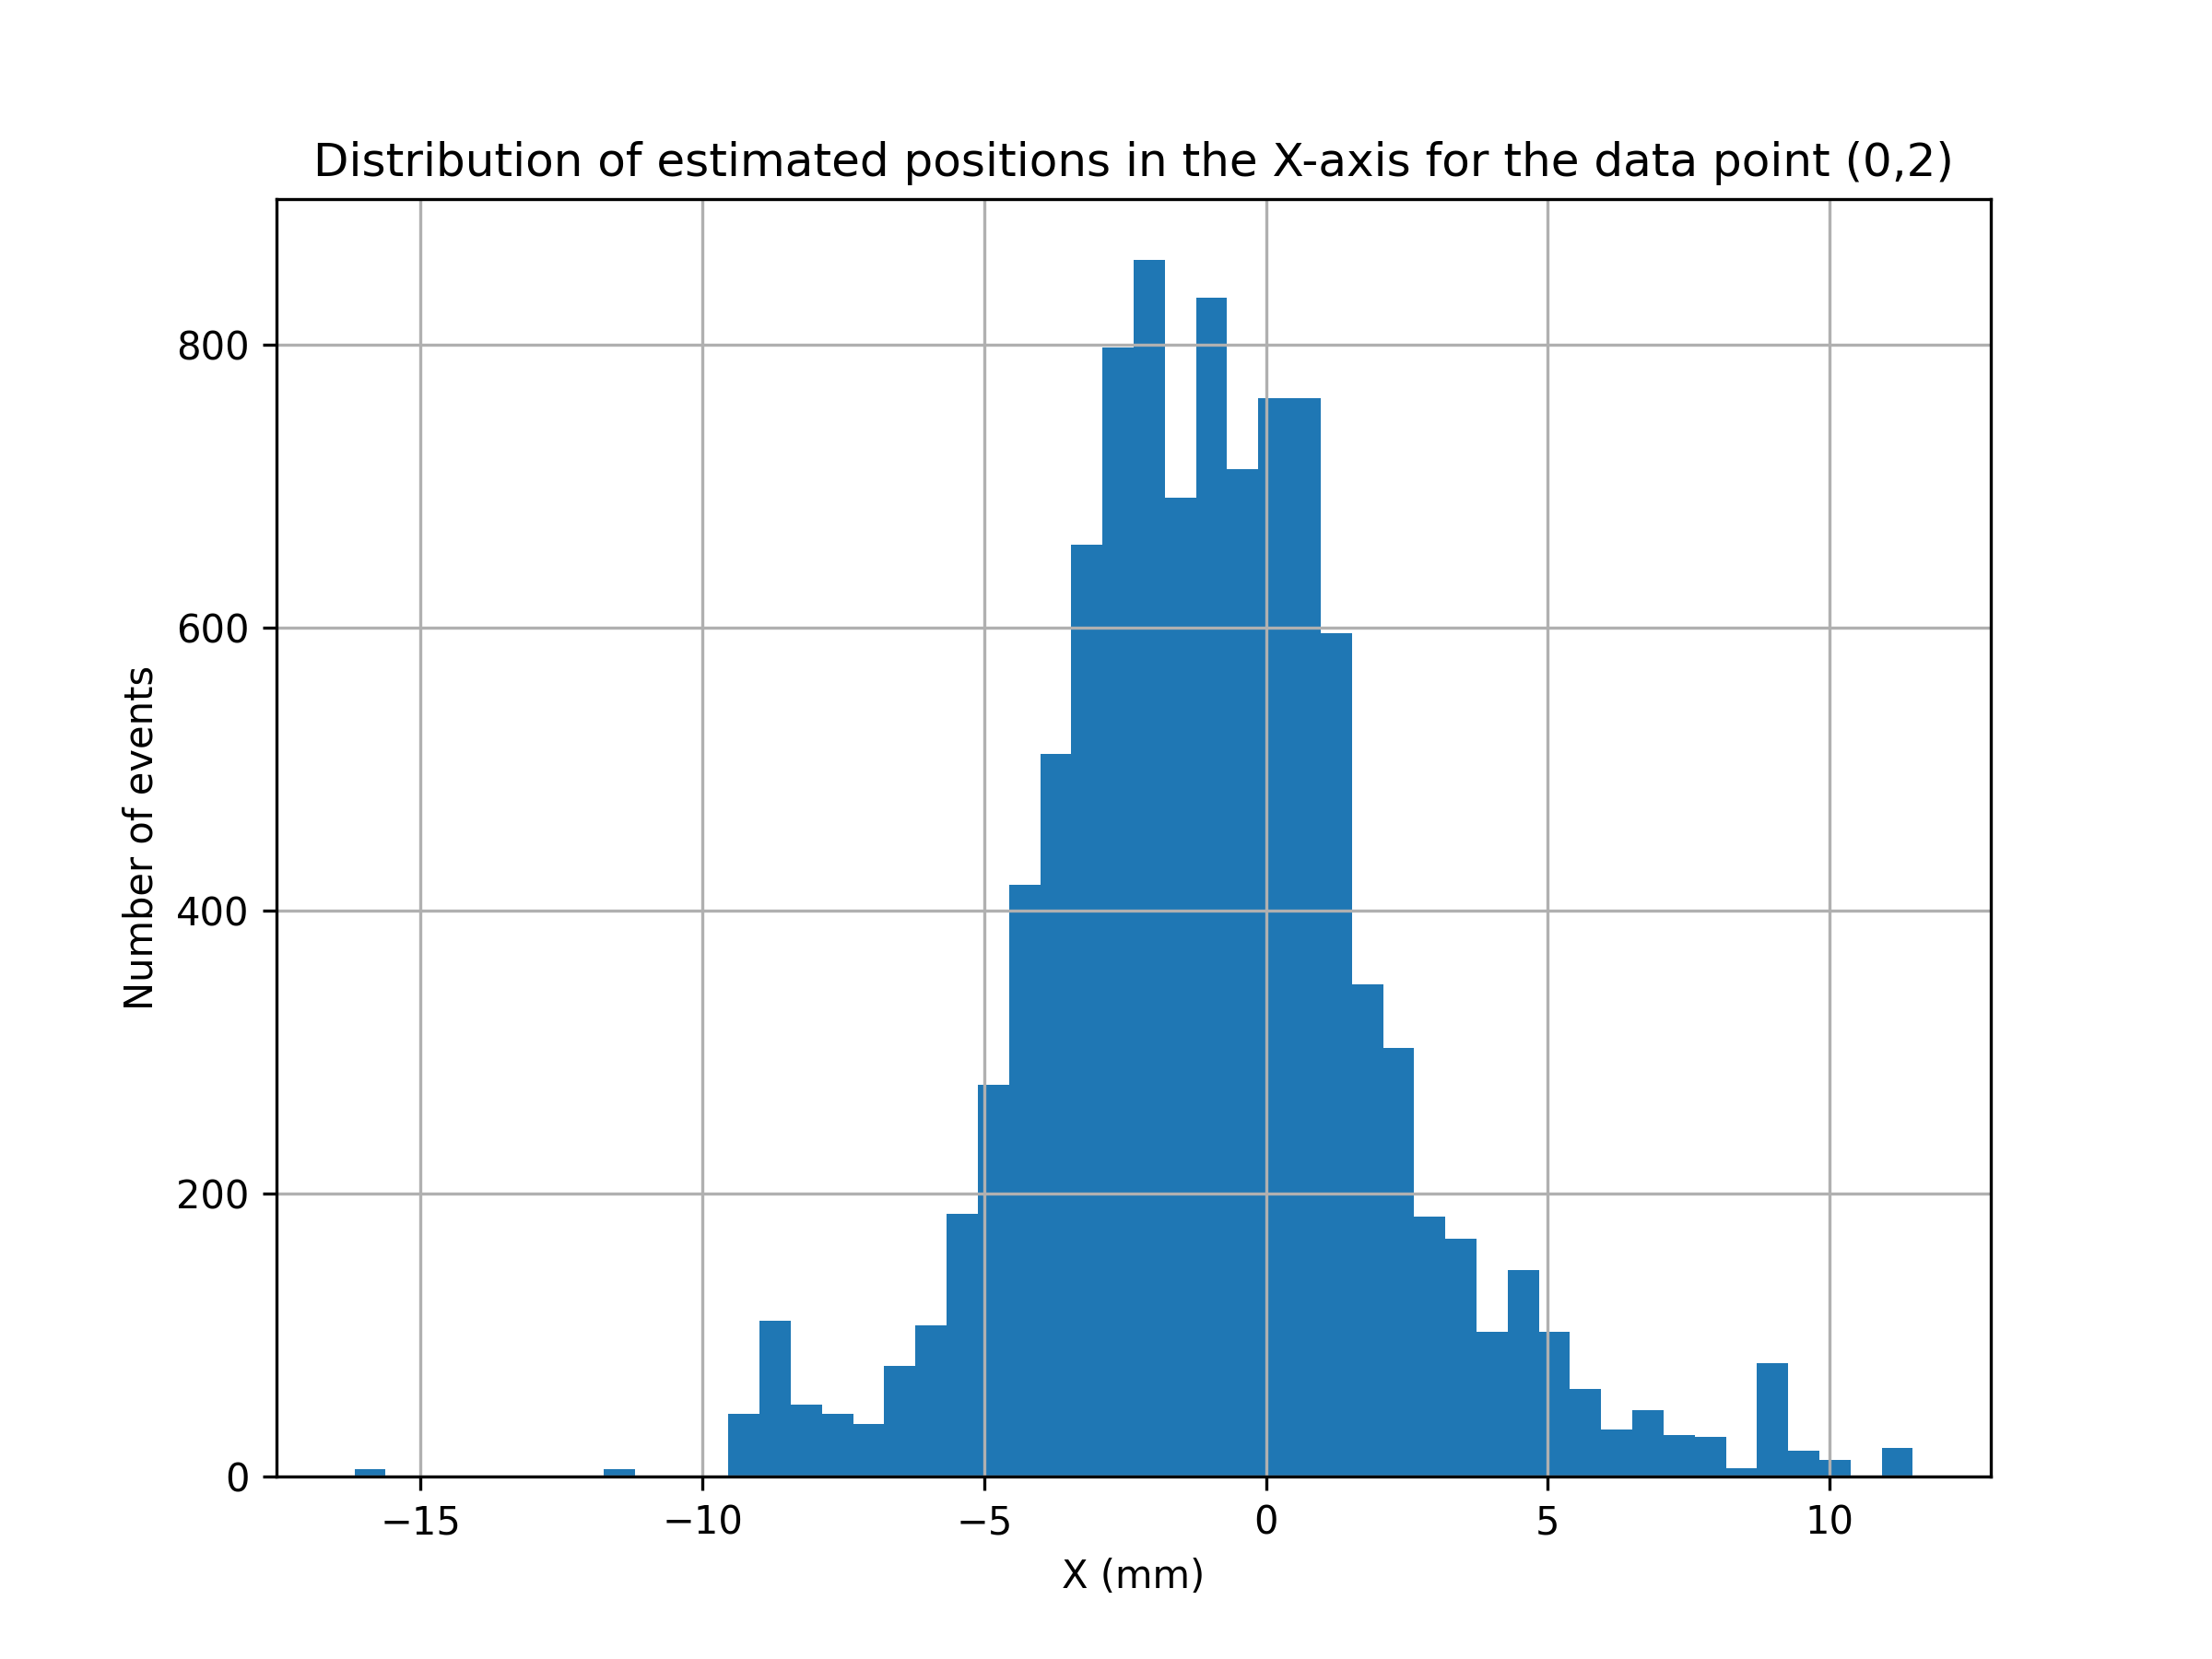 Distribution of estimated positions in the X-axis for the data point (0,2)
Number of events
800
600
400
200
0
−15 −10 −5 0 5 10
X (mm)